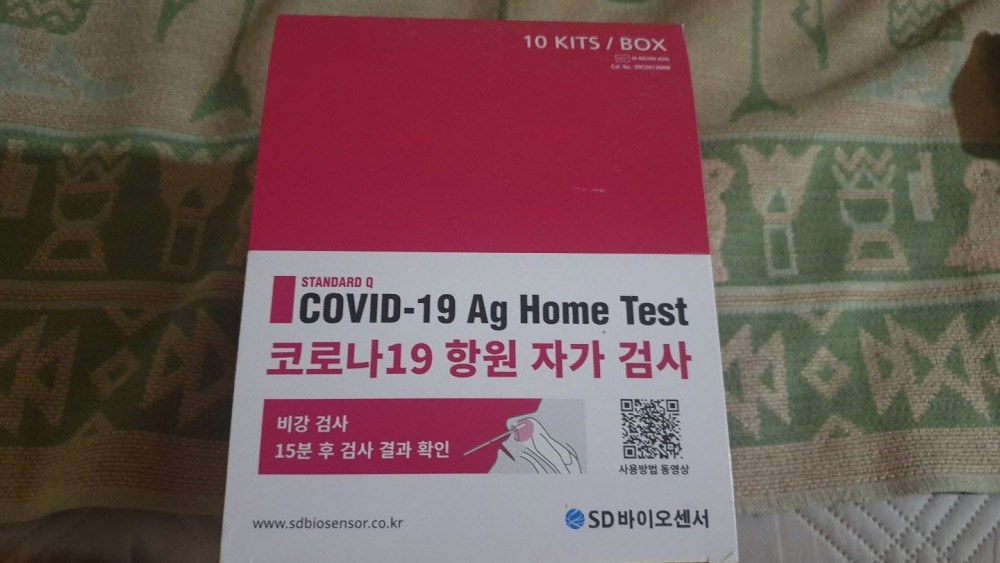 10 KITS / BOX
STANDARD Q
COVID-19 Ag Home Test
코로나19 항원 자가 검사
비강 검사
15분 후 검사 결과 확인
사용방법 동영상
www.sdbiosensor.co.kr
SD바이오센서